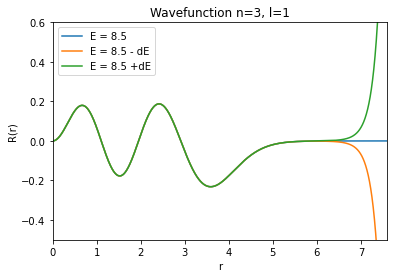 Wavefunction n=3, l=1
E = 8.5
E = 8.5 - dE
E = 8.5 +dE
R(r)
0.6
0.4
0.2
0.0
−0.2
−0.4
0 1 2 3 4 5 6 7
r